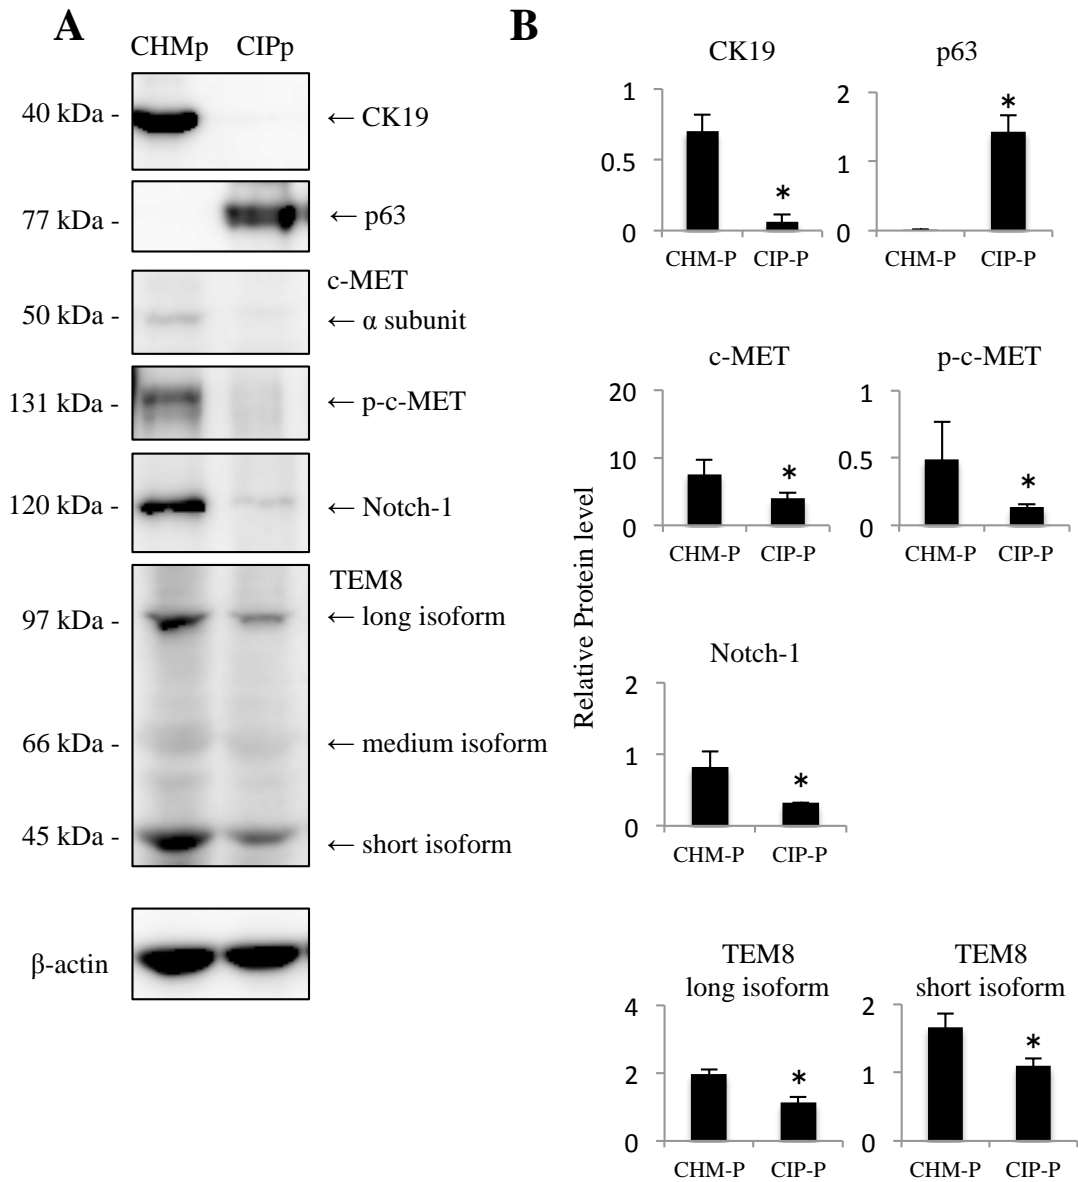 A
CHMp CIPp
40 kDa - ← CK19
77 kDa - ← p63
c-MET
50 kDa - ← α subunit
131 kDa - ← p-c-MET
120 kDa - ← Notch-1
TEM8
97 kDa - ← long isoform
66 kDa - ← medium isoform
45 kDa - ← short isoform
β-actin
B
Relative Protein level
CK19
1
0.5
0
*
CHM-P CIP-P
p63
2
1
0
*
CHM-P CIP-P
c-MET
20
10
0
*
CHM-P CIP-P
p-c-MET
1
0.5
0
*
CHM-P CIP-P
Notch-1
2
1
0
*
CHM-P CIP-P
TEM8
long isoform
4
2
0
*
CHM-P CIP-P
TEM8
short isoform
2
1
0
*
CHM-P CIP-P